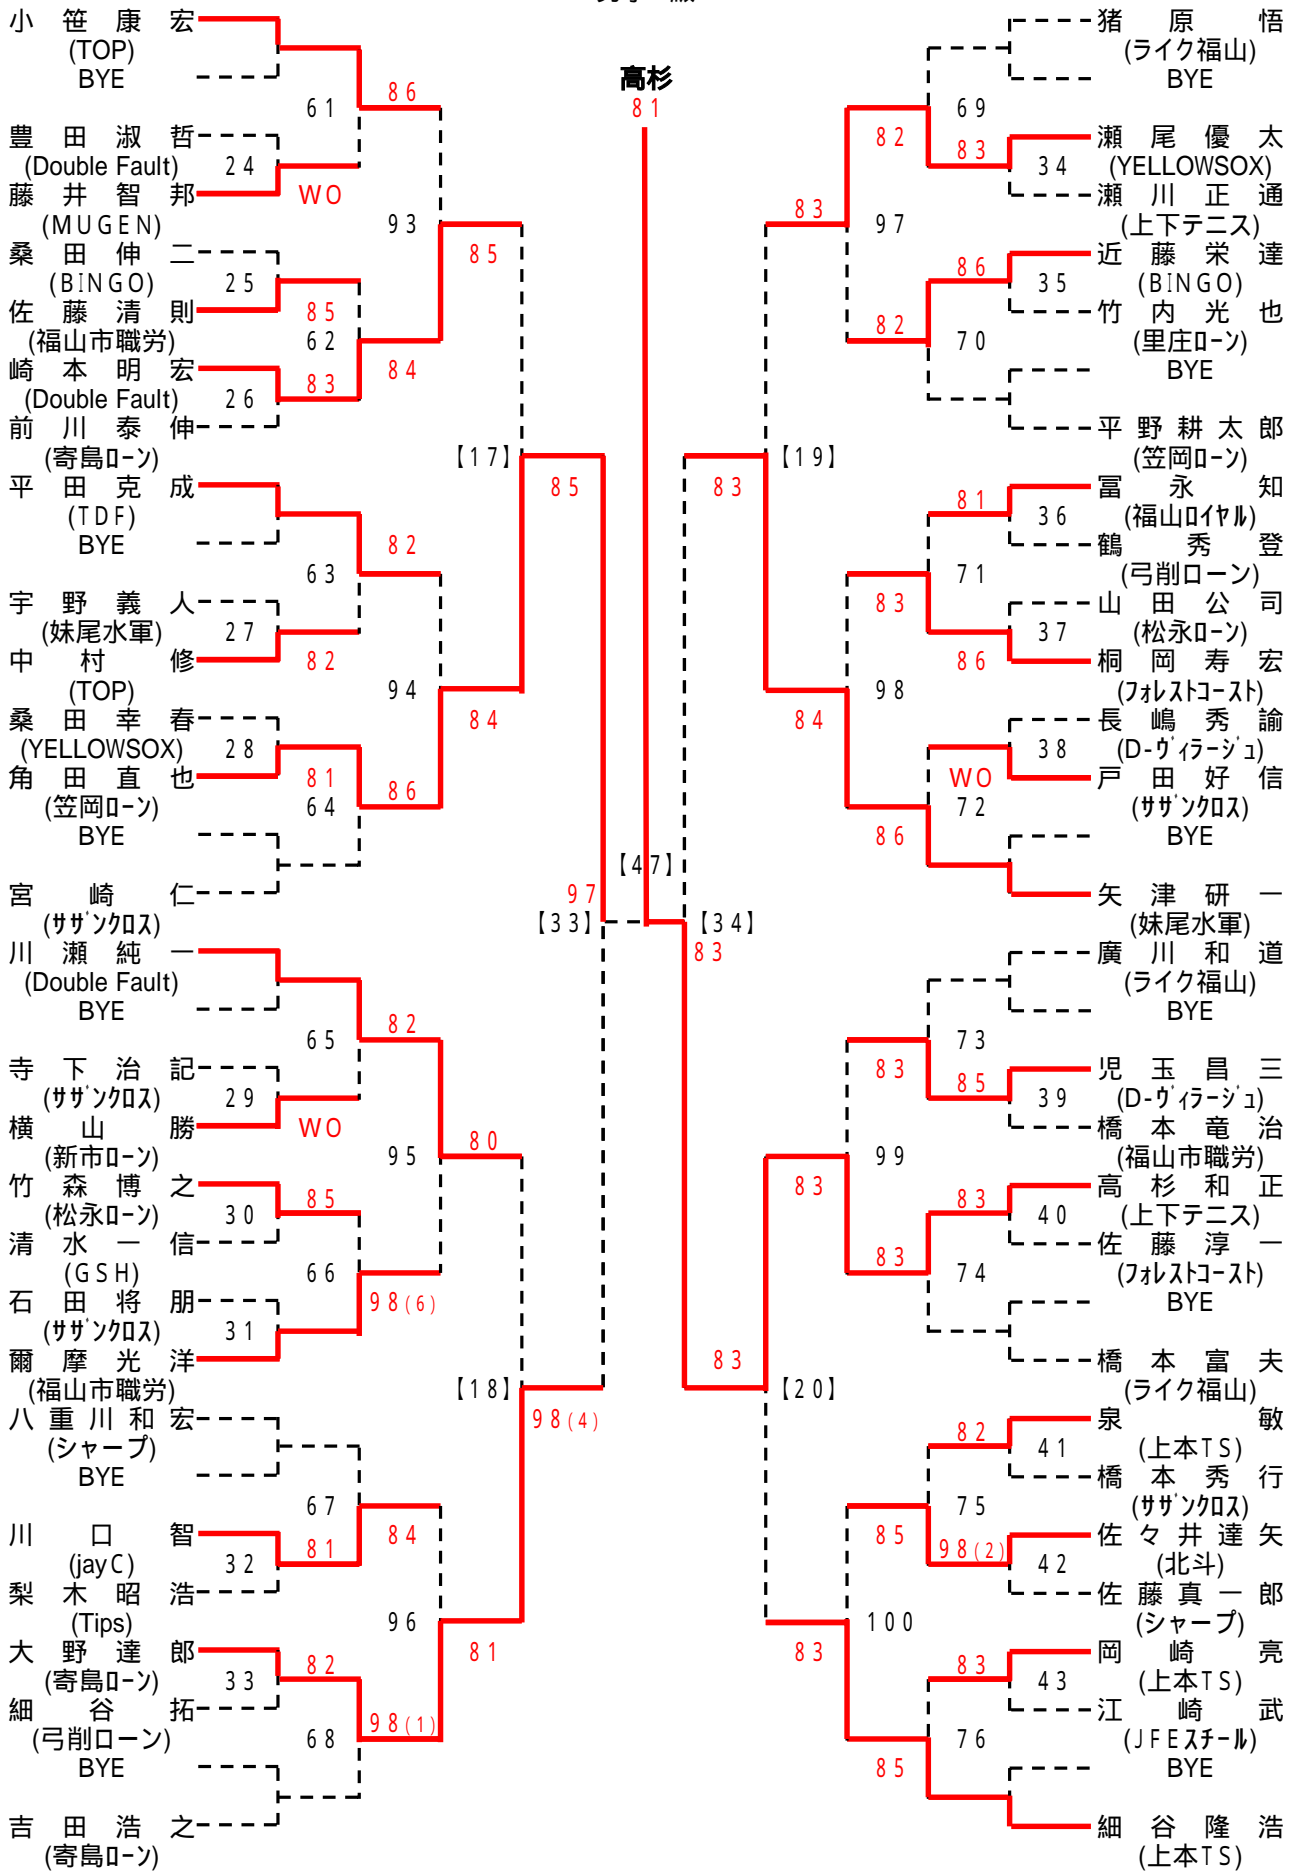 高杉
81
小笹康宏
(TOP)
BYE
61
86
豊田淑哲
(Double Fault)
24
藤井智邦
WO
(MUGEN)
93
桑田伸二
85
(BINGO)
25
佐藤清則
85
(福山市職労)
62
崎本明宏
83
84
(Double Fault)
26
前川泰伸
(寄島ローン)
【17】
平田克成
85
(TDF)
BYE
82
63
宇野義人
(妹尾水軍)
27
中村修
82
(TOP)
94
桑田幸春
84
(YELLOWSOX)
28
角田直也
81
86
(笠岡ローン)
64
BYE
宮崎仁
97
(サザンクロス)
【33】
【47】
川瀬純一
(Double Fault)
BYE
82
65
寺下治記
(サザンクロス)
29
横山勝
WO
80
(新市ローン)
95
竹森博之
85
(松永ローン)
30
清水一信
(GSH)
66
石田将朋
98(6)
(サザンクロス)
31
爾摩光洋
(福山市職労)
【18】
八重川和宏
98(4)
(シャープ)
BYE
67
川口智
81
84
(jayC)
32
梨木昭浩
(Tips)
96
大野達郎
82
81
(寄島ローン)
33
細谷拓
98(1)
(弓削ローン)
68
BYE
吉田浩之
(寄島ローン)
猪原悟
(ライク福山)
BYE
69
82
83
瀬尾優太
34
(YELLOWSOX)
瀬川正通
83
97
(上下テニス)
86
近藤栄達
35
(BINGO)
竹内光也
82
70
(里庄ローン)
BYE
平野耕太郎
【19】
(笠岡ローン)
83
81
冨永知
36
(福山ロイヤル)
鶴秀登
71
(弓削ローン)
83
山田公司
37
(松永ローン)
86
桐岡寿宏
98
(フォレストコースト)
84
長嶋秀諭
38
(D-ヴィラージュ)
WO
戸田好信
72
(サザンクロス)
86
BYE
矢津研一
【34】
(妹尾水軍)
83
廣川和道
(ライク福山)
BYE
73
83
85
児玉昌三
39
(D-ヴィラージュ)
橋本竜治
99
(福山市職労)
83
83
高杉和正
40
(上下テニス)
佐藤淳一
83
74
(フォレストコースト)
BYE
83
橋本富夫
【20】
(ライク福山)
82
泉敏
41
(上本TS)
橋本秀行
75
(サザンクロス)
85
98(2)
佐々井達矢
42
(北斗)
佐藤真一郎
100
(シャープ)
83
83
岡崎亮
43
(上本TS)
江崎武
76
(JFEスチール)
85
BYE
細谷隆浩
(上本TS)